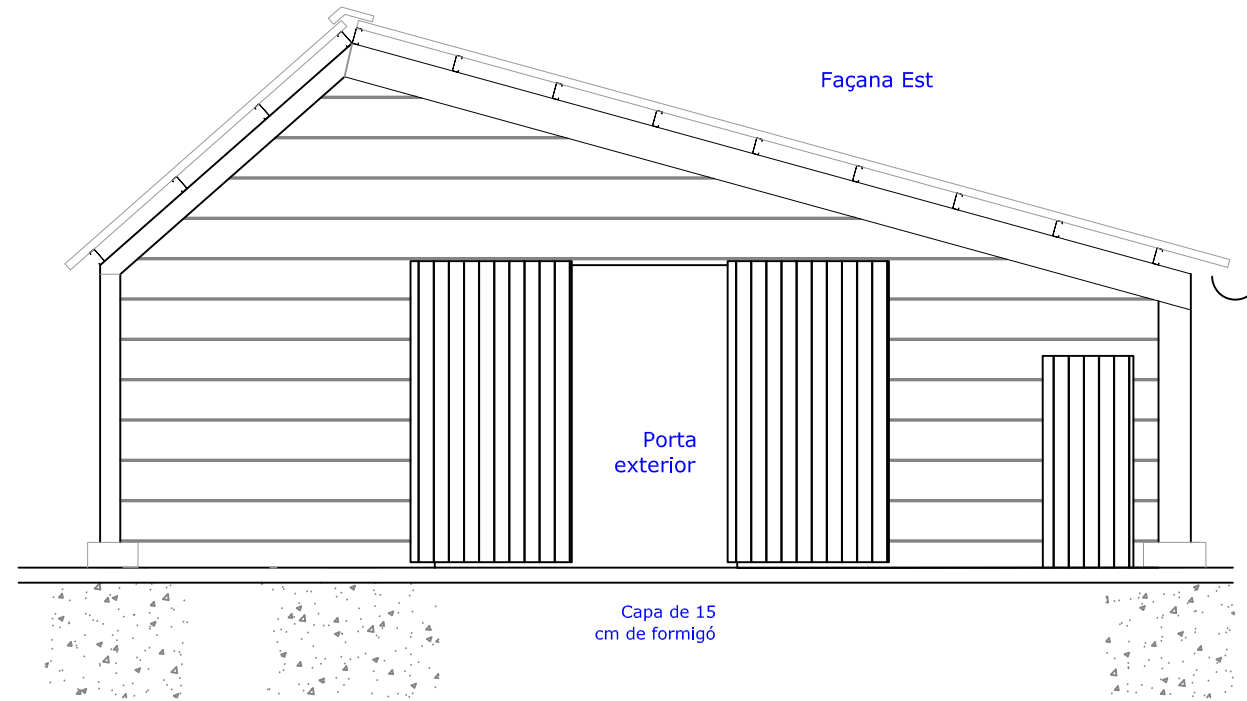 Façana Est
Porta
exterior
Capa de 15
cm de formigó